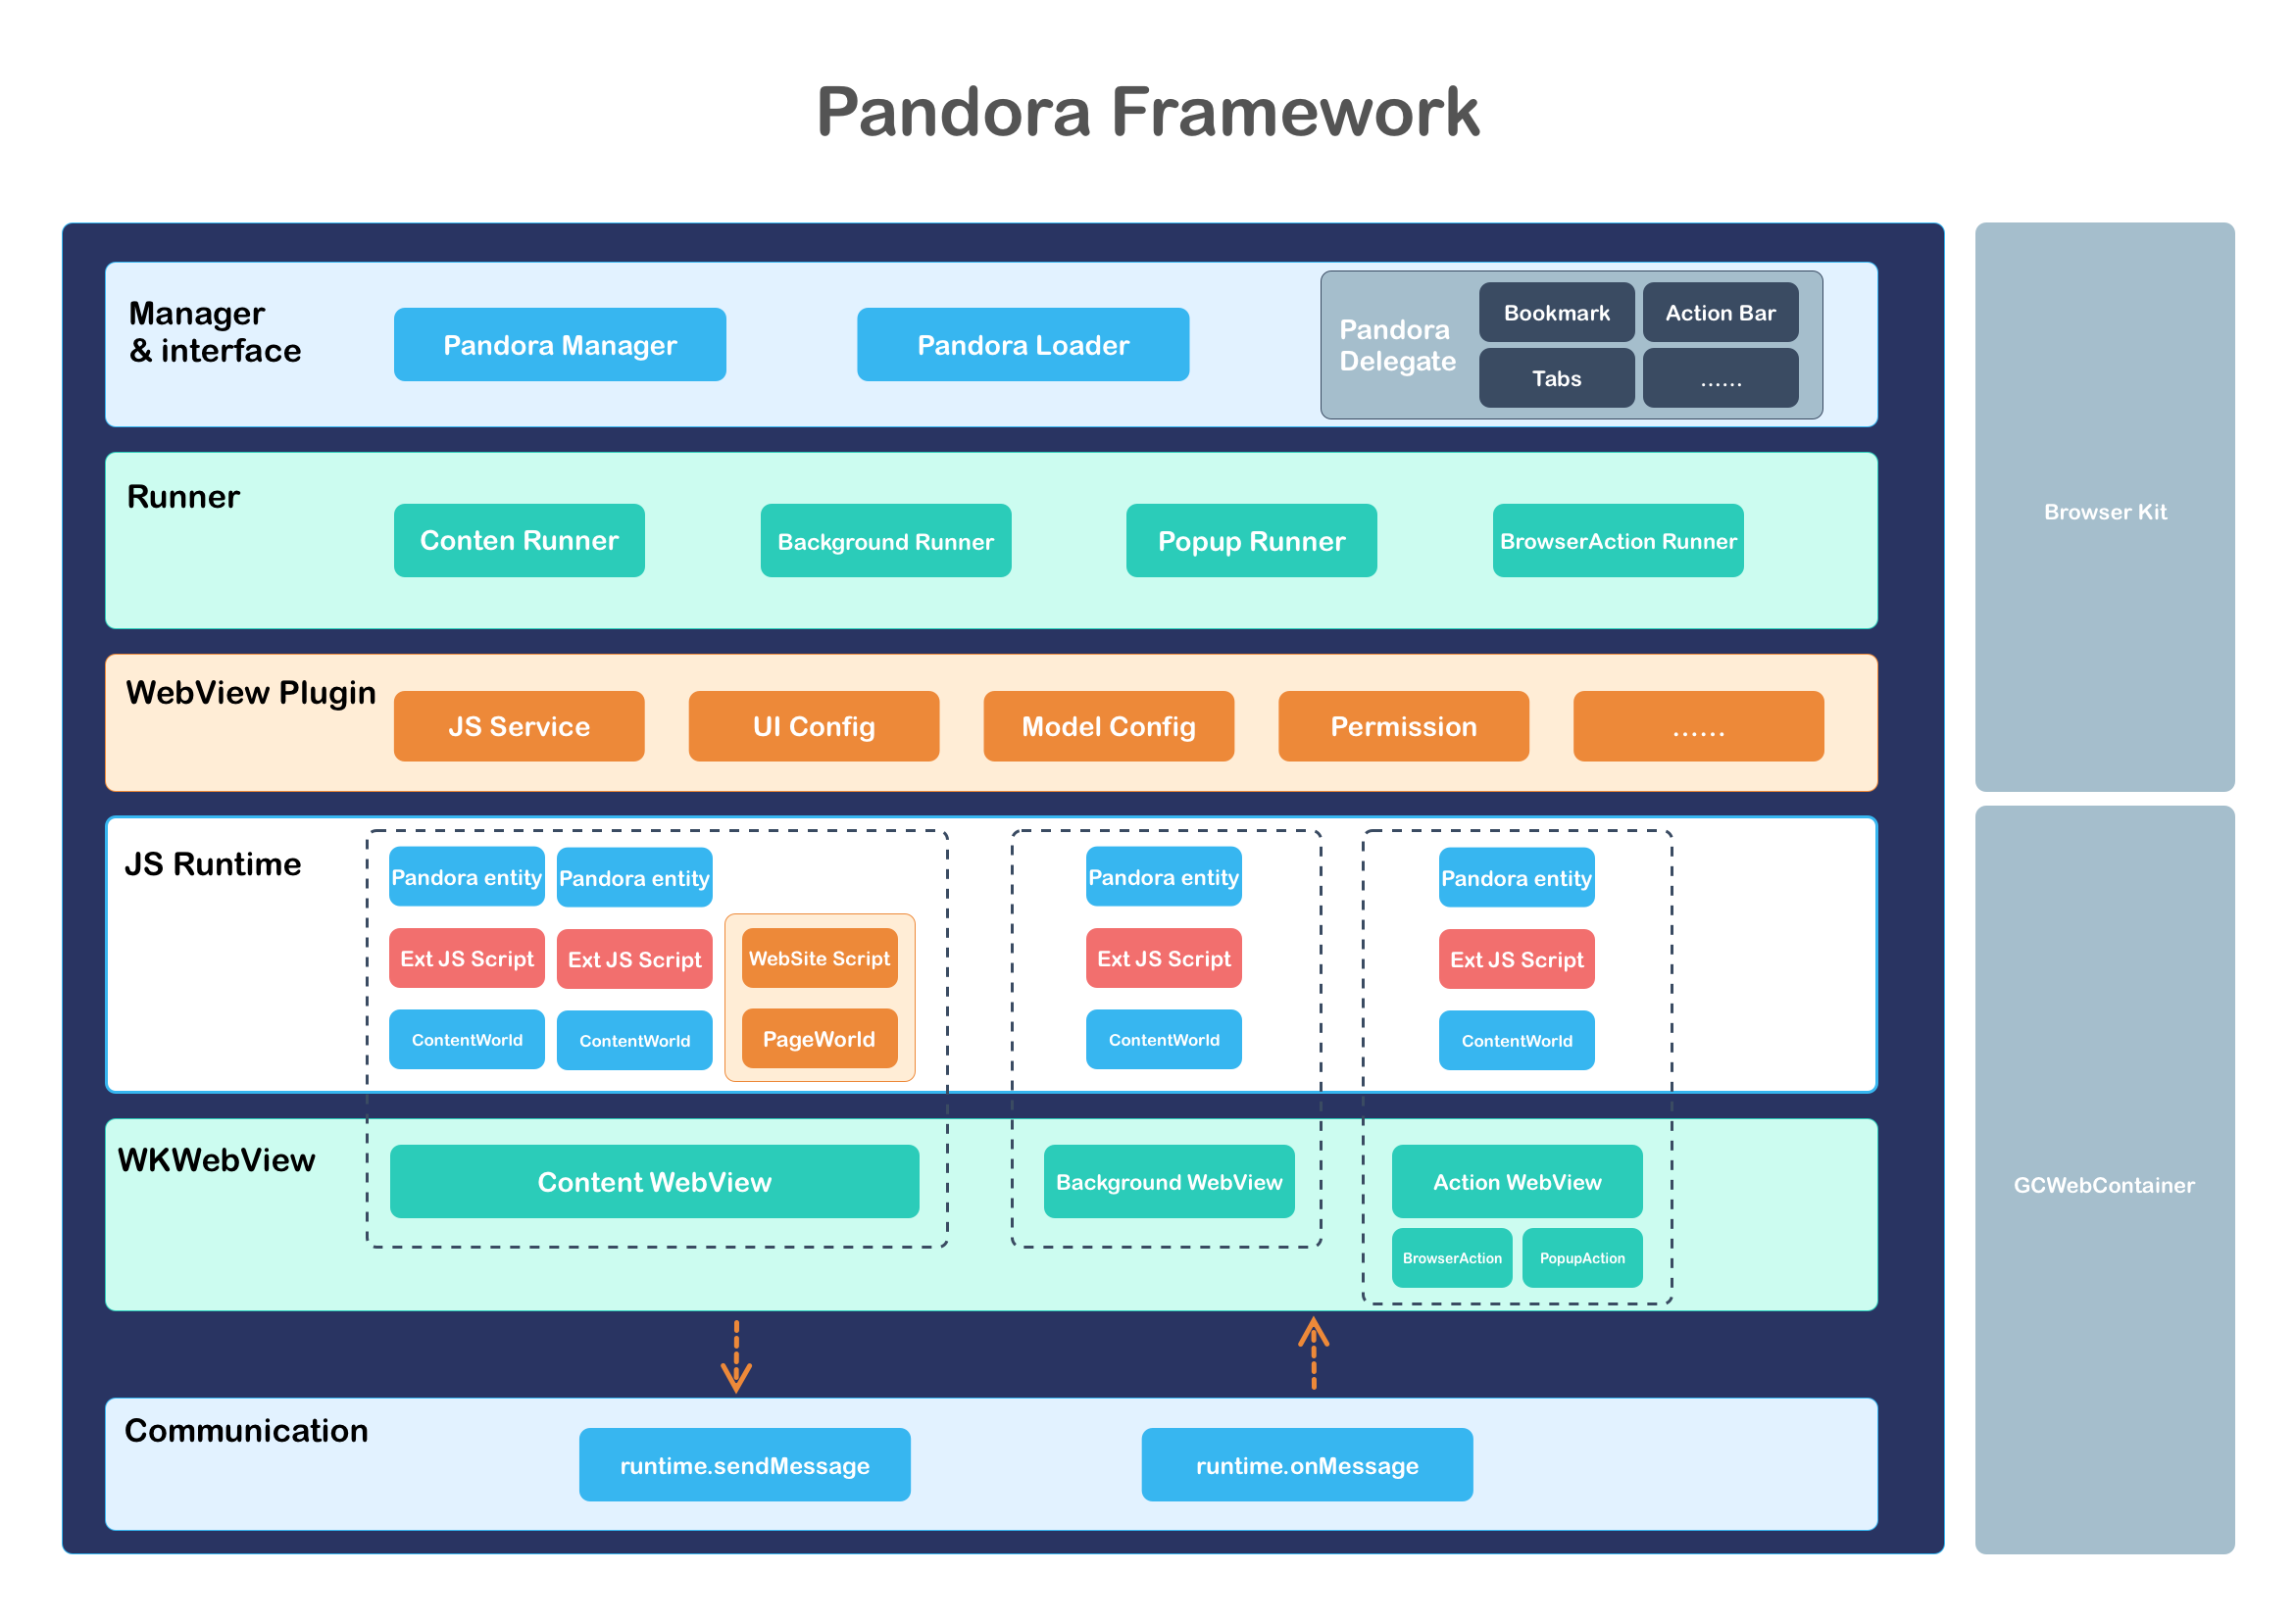 Pandora Framework
Manager
& interface
Pandora Manager
Pandora Loader
Pandora
Delegate
Bookmark
Action Bar
Tabs
......
Runner
Conten Runner
Background Runner
Popup Runner
BrowserAction Runner
WebView Plugin
JS Service
UI Config
Model Config
Permission
......
JS Runtime
Pandora entity
Pandora entity
Pandora entity
Pandora entity
Ext JS Script
Ext JS Script
WebSite Script
Ext JS Script
Ext JS Script
ContentWorld
ContentWorld
PageWorld
ContentWorld
ContentWorld
WKWebView
Content WebView
Background WebView
Action WebView
BrowserAction
PopupAction
Communication
runtime.sendMessage
runtime.onMessage
Browser Kit
GCWebContainer